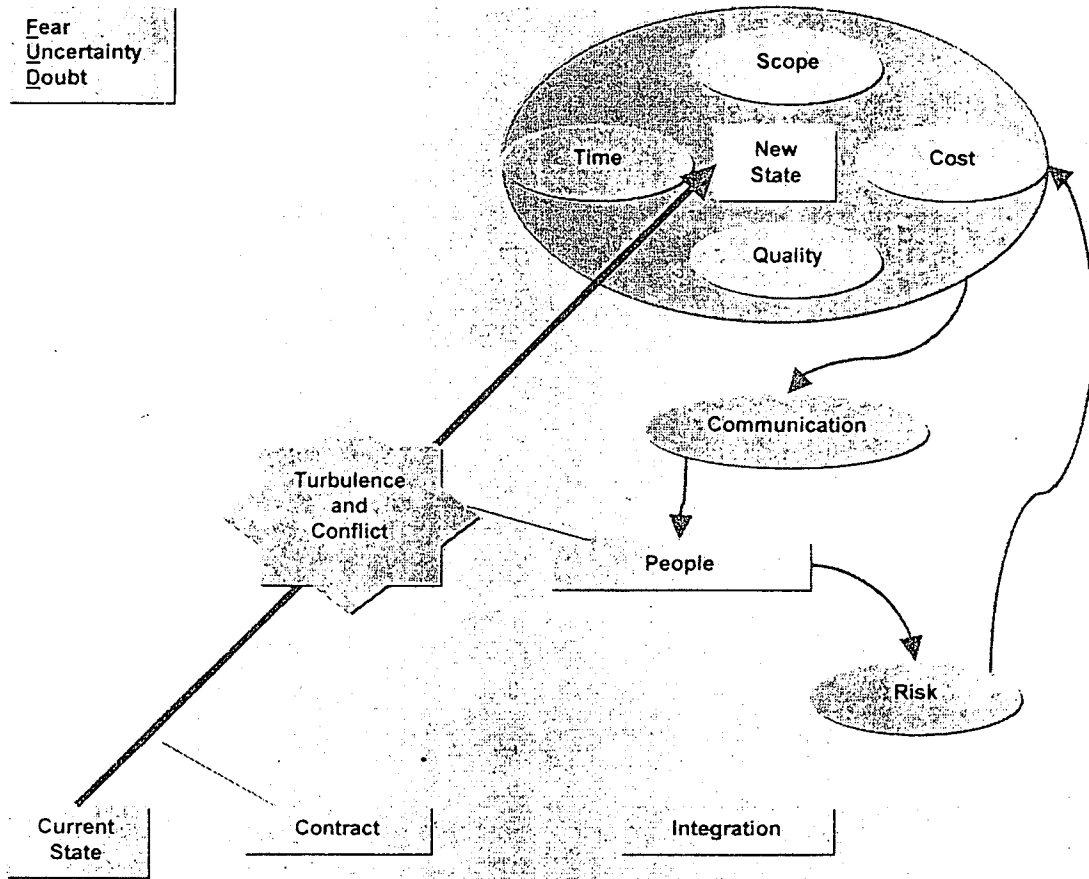 Fear
Uncertainty
Doubt
Scope
Time
New
State
Cost
Quality
Communication
Turbulence
and
Conflict
People
Risk
Current
State
Contract
Integration